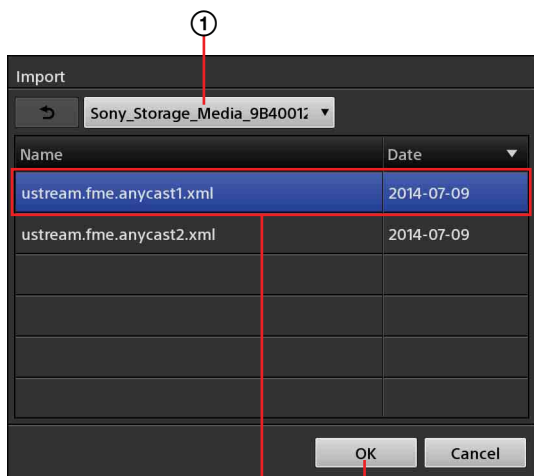 ①
Import
Sony_Storage_Media_9B40012
Name Date
ustream.fme.anycast1.xml 2014-07-09
ustream.fme.anycast2.xml 2014-07-09
OK Cancel